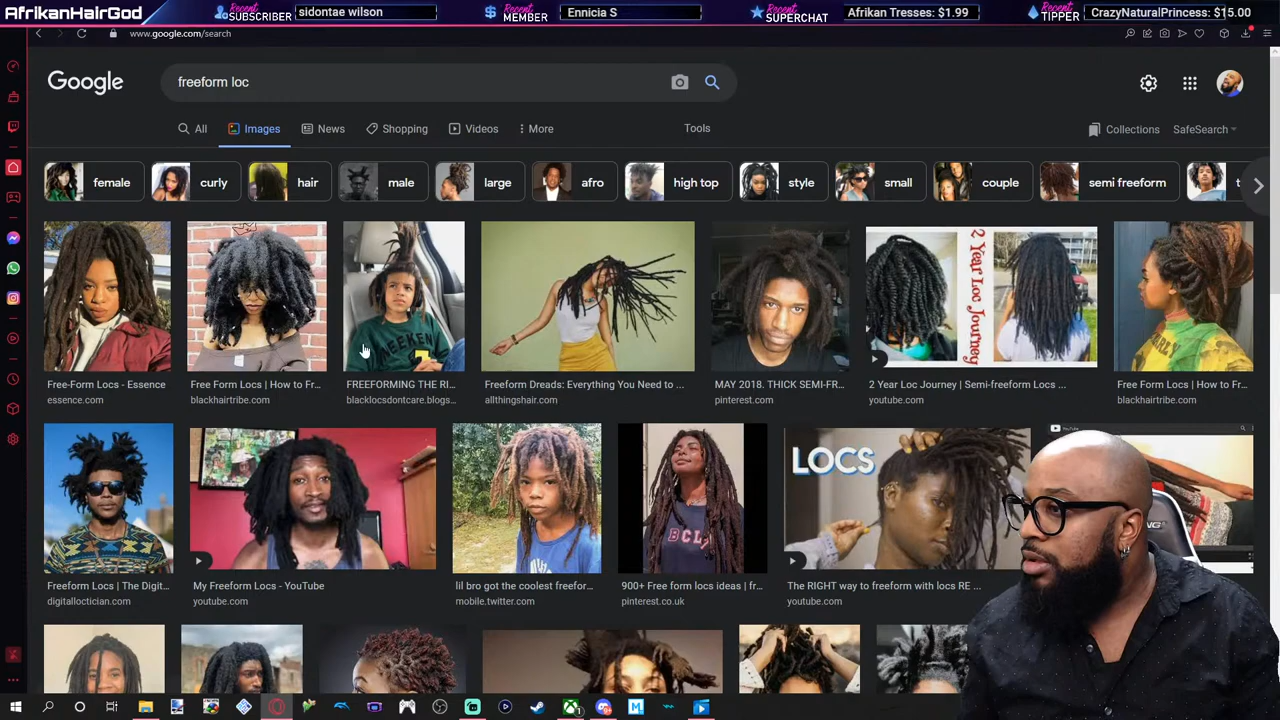 AfrikanHairGod
Recent SUBSCRIBER sidontae wilson
Recent MEMBER Ennicia S
Recent SUPERCHAT Afrikan Tresses: $1.99
Recent TIPPER CrazyNaturalPrincess: $15.00
www.google.com/search
Google
freeform loc
All
Images
News
Shopping
Videos
More
Tools
Collections
SafeSearch
female
curly
hair
male
large
afro
high top
style
small
couple
semi freeform
t
WEEKEN
2 Year Loc Journey
Free-Form Locs - Essence
essence.com
Free Form Locs | How to Fr...
blackhairtribe.com
FREEFORMING THE RI...
blacklocsdontcare.blogs...
Freeform Dreads: Everything You Need to ...
allthingshair.com
MAY 2018. THICK SEMI-FR...
pinterest.com
2 Year Loc Journey | Semi-freeform Locs ...
youtube.com
Free Form Locs | How to Fr...
blackhairtribe.com
LOCS
YouTube
Freeform Locs | The Digit...
digitalloctician.com
My Freeform Locs - YouTube
youtube.com
lil bro got the coolest freefor...
mobile.twitter.com
900+ Free form locs ideas | fr...
pinterest.co.uk
The RIGHT way to freeform with locs RE ...
youtube.com